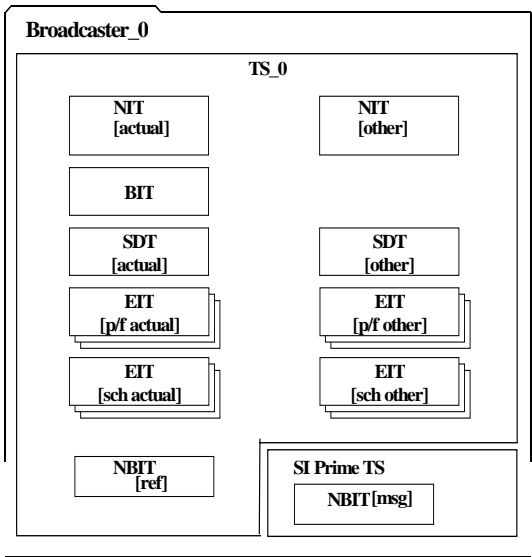 Broadcaster_0
TS_0
NIT
[actual]
NIT
[other]
BIT
SDT
[actual]
SDT
[other]
EIT
[p/f actual]
EIT
[p/f other]
EIT
[sch actual]
EIT
[sch other]
NBIT
[ref]
SI Prime TS
NBIT[msg]